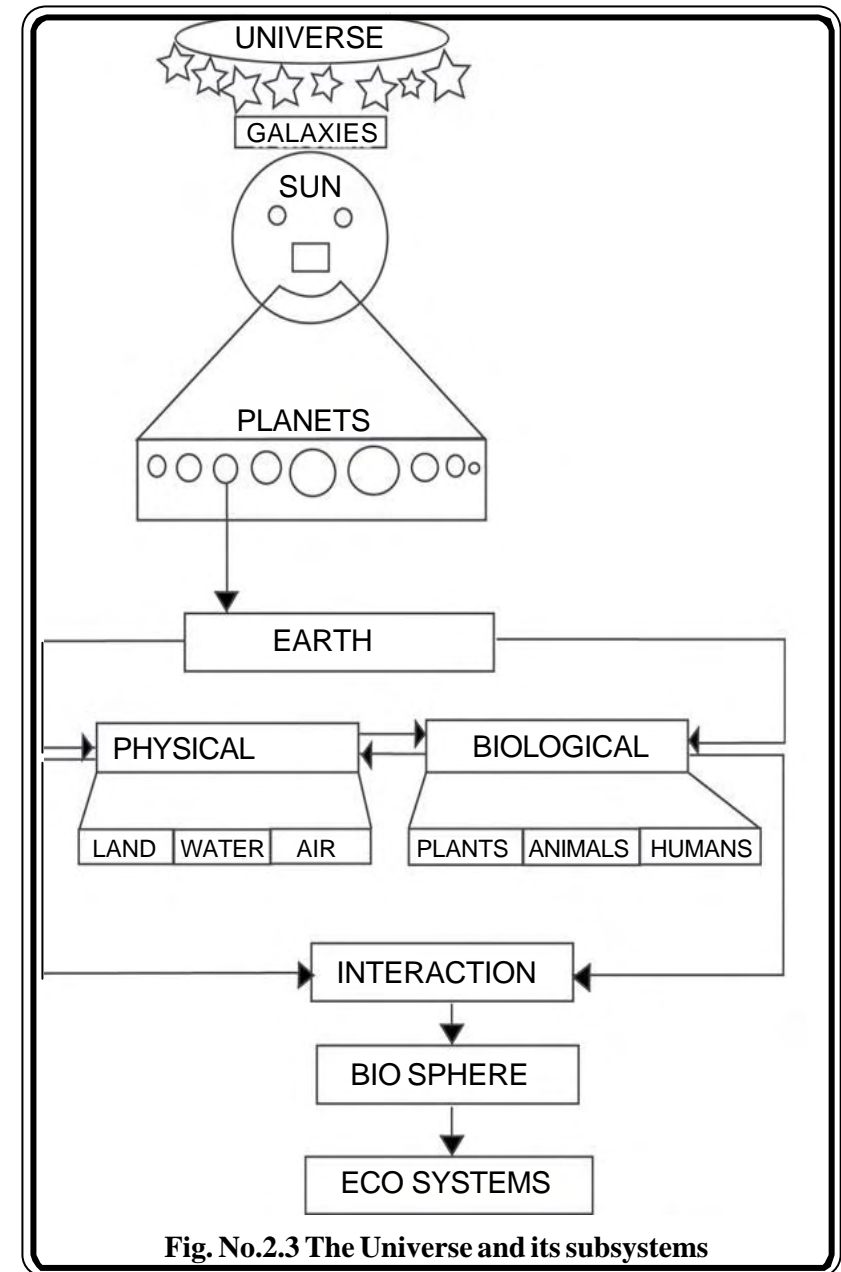 UNIVERSE
GALAXIES
SUN
PLANETS
EARTH
PHYSICAL
BIOLOGICAL
LAND WATER AIR
PLANTS ANIMALS HUMANS
INTERACTION
BIO SPHERE
ECO SYSTEMS
Fig. No.2.3 The Universe and its subsystems